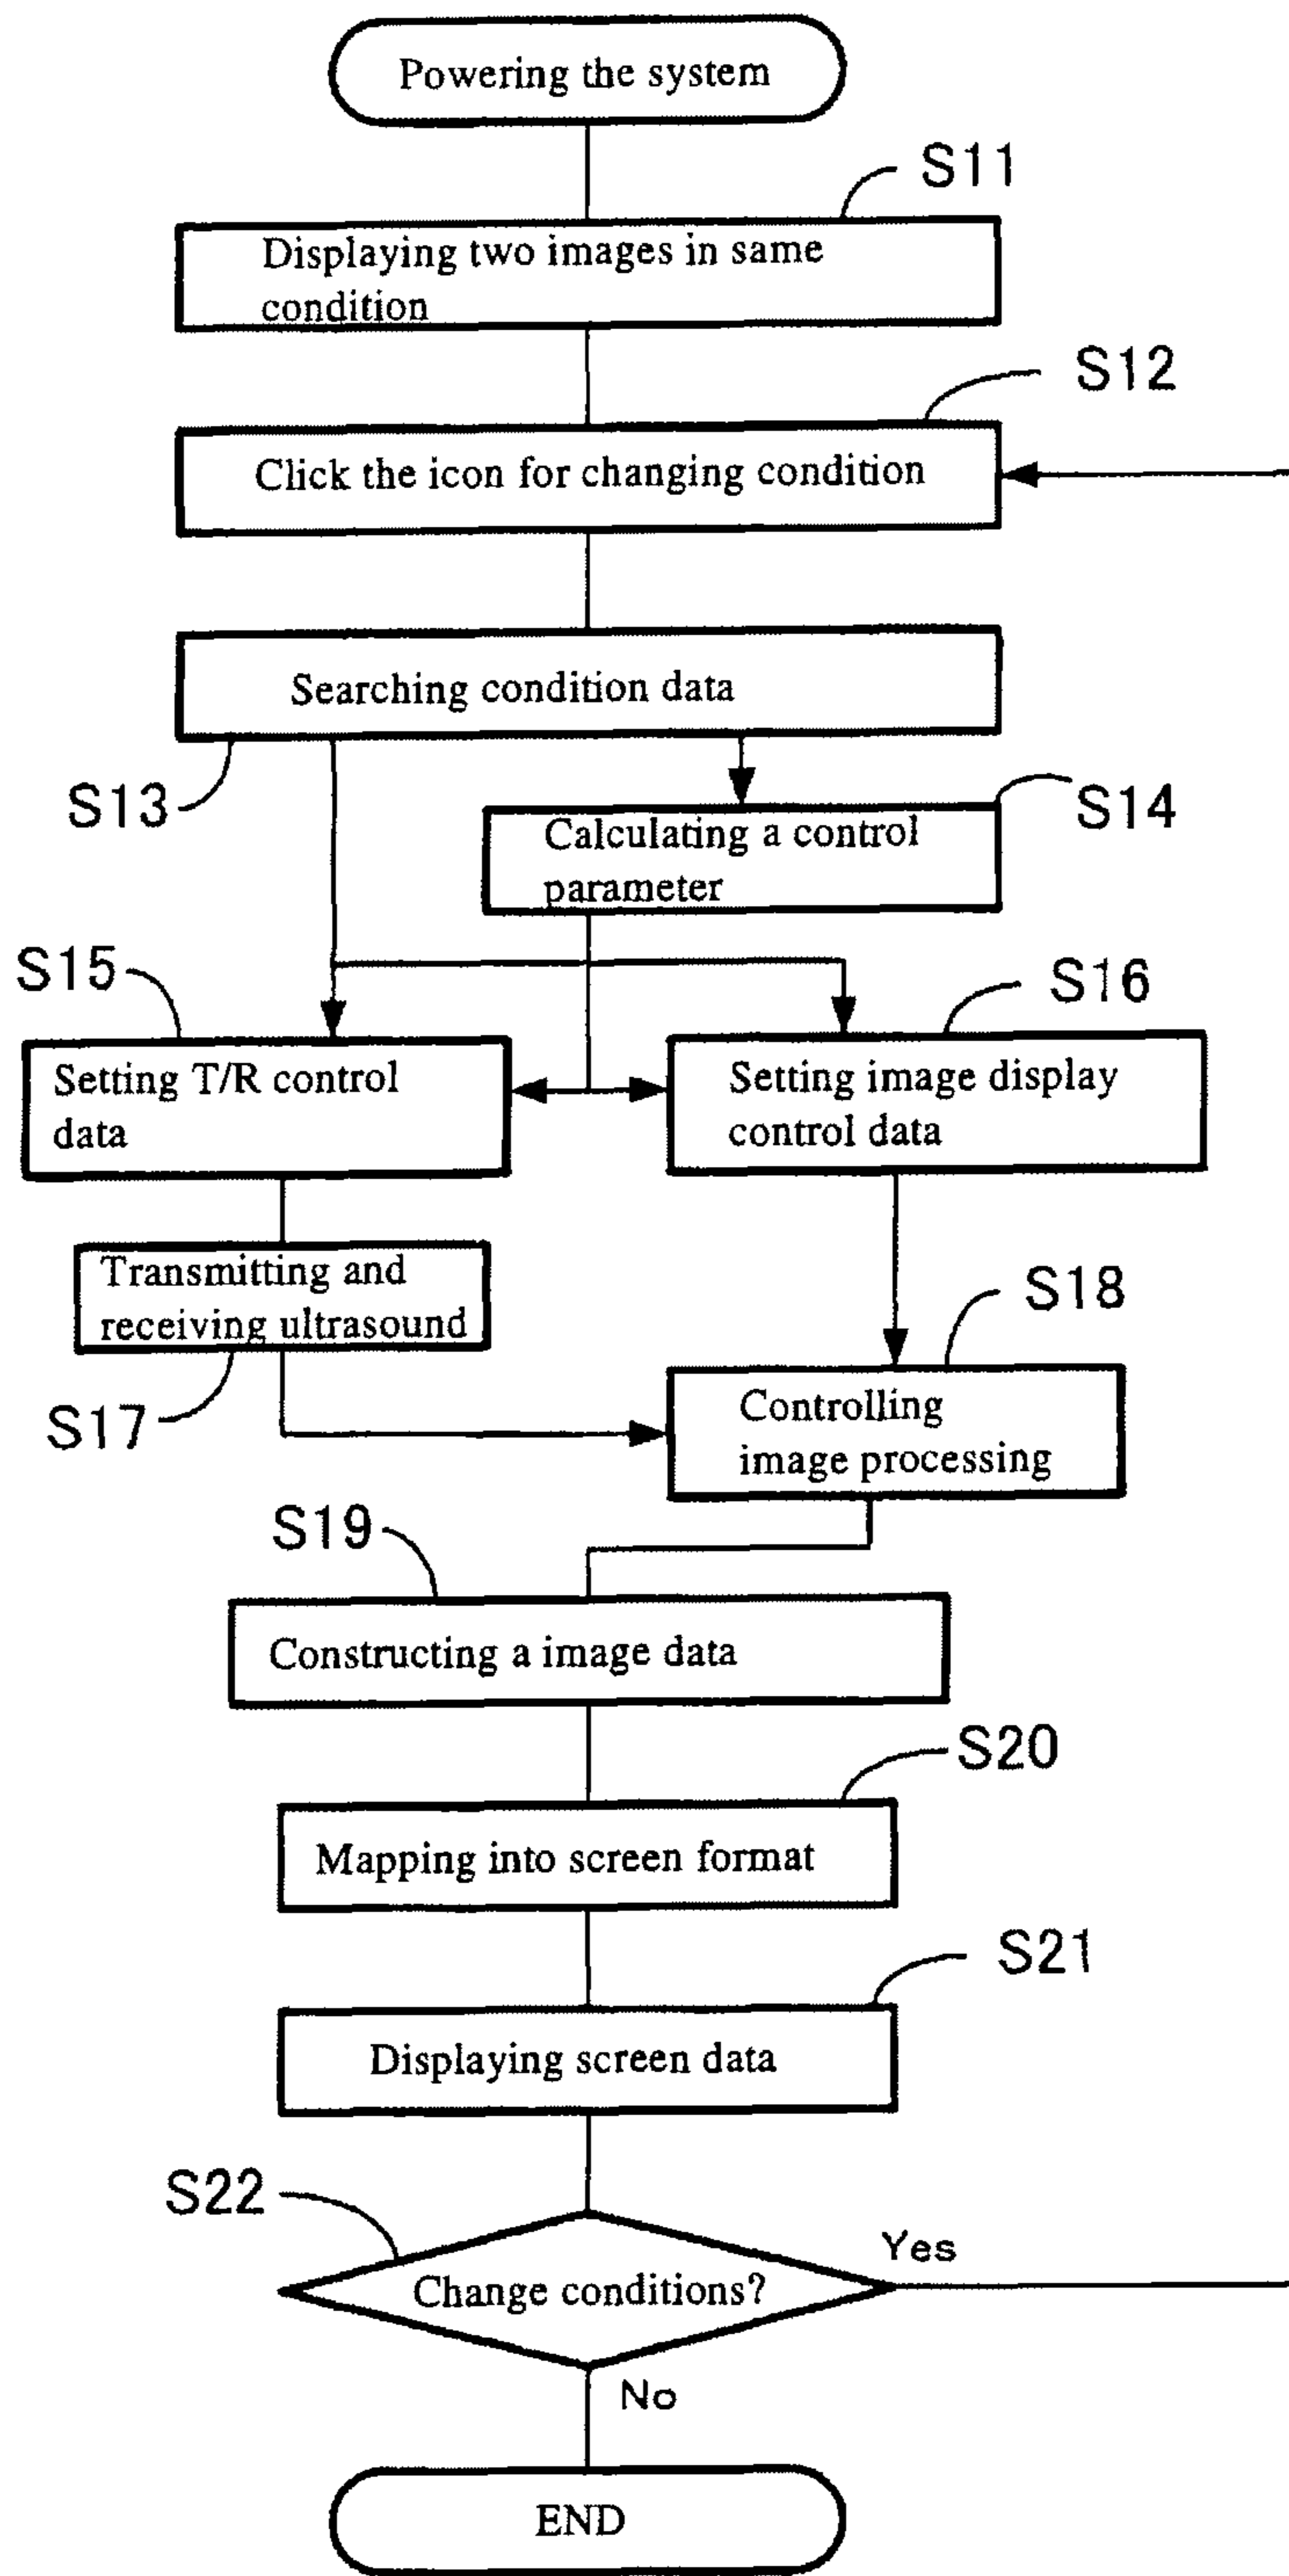 Powering the system
S11
Displaying two images in same
condition
S12
Click the icon for changing condition
Searching condition data
S13
S14
Calculating a control
parameter
S15
S16
Setting T/R control
data
Setting image display
control data
Transmitting and
receiving ultrasound
S17
S18
Controlling
image processing
S19
Constructing a image data
S20
Mapping into screen format
S21
Displaying screen data
S22
Yes
Change conditions?
No
END